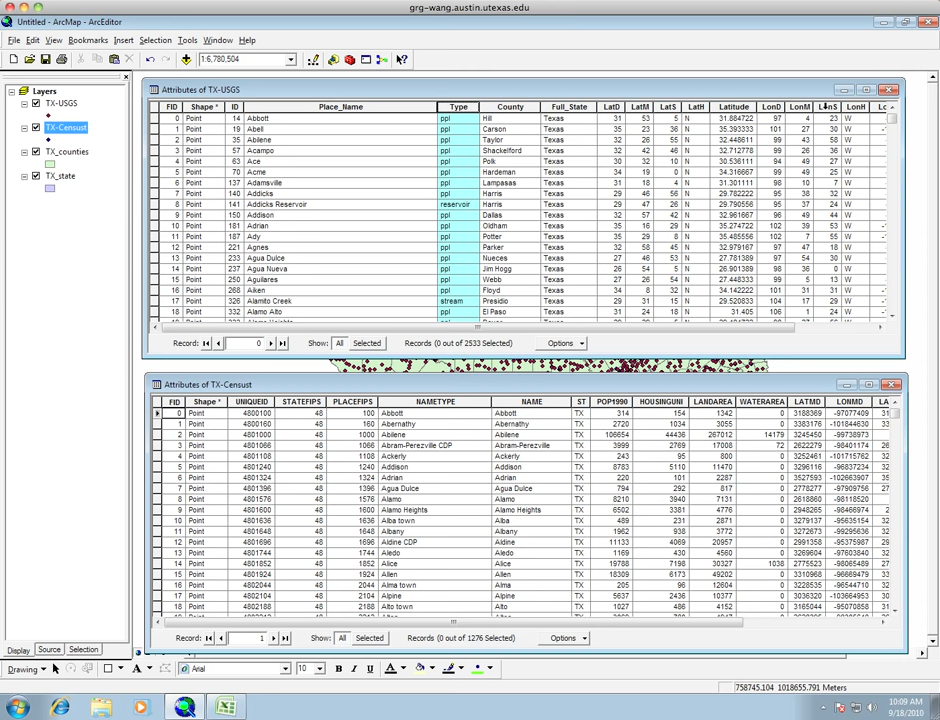 grg-wang.austin.utexas.edu
Untitled - ArcMap - ArcEditor
File Edit View Bookmarks Insert Selection Tools Window Help
1:6,780,504
Layers
TX-USGS
TX-Censust
TX_counties
TX_state
Attributes of TX-USGS
FID Shape * ID Place_Name Type County Full_State LatD LatM LatS LatH Latitude LonD LonM LonS LonH
0 Point 14 Abbott ppl Hill Texas 31 53 5 N 31.884722 97 4 23 W
1 Point 19 Abell ppl Carson Texas 35 23 36 N 35.393333 101 27 30 W
2 Point 35 Abilene ppl Taylor Texas 32 26 55 N 32.448611 99 43 58 W
3 Point 57 Acampo ppl Shackelford Texas 32 42 46 N 32.712778 99 26 36 W
4 Point 63 Ace ppl Polk Texas 30 32 10 N 30.536111 94 49 21 W
5 Point 70 Acme ppl Hardeman Texas 34 19 0 N 34.316667 99 49 25 W
6 Point 137 Adamsville ppl Lampasas Texas 31 18 4 N 31.301111 98 10 7 W
7 Point 140 Addicks ppl Harris Texas 29 46 56 N 29.782222 95 38 32 W
8 Point 141 Addicks Reservoir reservoir Harris Texas 29 47 26 N 29.790556 95 37 24 W
9 Point 150 Addison ppl Dallas Texas 32 57 42 N 32.961667 96 49 44 W
10 Point 181 Adrian ppl Oldham Texas 35 16 29 N 35.274722 102 39 53 W
11 Point 187 Ady ppl Potter Texas 35 29 8 N 35.485556 102 7 55 W
12 Point 221 Agnes ppl Parker Texas 32 58 45 N 32.979167 97 47 18 W
13 Point 233 Agua Dulce ppl Nueces Texas 27 46 53 N 27.781389 97 54 30 W
14 Point 237 Agua Nueva ppl Jim Hogg Texas 26 54 5 N 26.901389 98 36 0 W
15 Point 250 Aguilares ppl Webb Texas 27 26 54 N 27.448333 99 5 13 W
16 Point 268 Aiken ppl Floyd Texas 34 8 32 N 34.142222 101 31 31 W
17 Point 326 Alamito Creek stream Presidio Texas 29 31 15 N 29.520833 104 17 31 W
18 Point 332 Alamo Alto ppl El Paso Texas 31 24 18 N 31.405 106 1 24 W
Record: 0 Show: All Selected Records (0 out of 2533 Selected) Options
Attributes of TX-Censust
FID Shape * UNIQUEID STATEFIPS PLACEFIPS NAMETYPE NAME ST POP1990 HOUSINGUNI LANDAREA WATERAREA LATMD LONMD
0 Point 4800100 48 100 Abbott Abbott TX 314 154 1342 0 3188369 -97077409
1 Point 4800160 48 160 Abernathy Abernathy TX 2720 1034 3055 0 3383176 -101844630
2 Point 4801000 48 1000 Abilene Abilene TX 106654 44436 267012 14179 3245480 -99738973
3 Point 4801066 48 1066 Abram-Perezville CDP Abram-Perezville TX 3999 2769 17008 72 2622279 -98401174
4 Point 4801108 48 1108 Ackerly Ackerly TX 243 95 800 0 3252461 -101715762
5 Point 4801240 48 1240 Addison Addison TX 8783 5110 11470 0 3296116 -96837234
6 Point 4801324 48 1324 Adrian Adrian TX 220 101 2287 0 3527593 -102663907
7 Point 4801396 48 1396 Agua Dulce Agua Dulce TX 794 292 817 0 2778277 -97909756
8 Point 4801576 48 1576 Alamo Alamo TX 8210 3940 7131 0 2618860 -98118520
9 Point 4801600 48 1600 Alamo Heights Alamo Heights TX 6502 3381 4776 0 2948265 -98466974
10 Point 4801636 48 1636 Alba town Alba TX 489 231 2871 0 3279137 -95635154
11 Point 4801648 48 1648 Albany Albany TX 1962 938 3772 0 3272671 -99296636
12 Point 4801696 48 1696 Aldine CDP Aldine TX 11133 4069 20957 0 2991358 -95375987
13 Point 4801744 48 1744 Aledo Aledo TX 1169 430 4560 0 3269530 -97603840
14 Point 4801852 48 1852 Alice Alice TX 19788 7218 30327 1038 2775523 -98065489
15 Point 4801924 48 1924 Allen Allen TX 18309 6373 49202 0 3310968 -96669479
16 Point 4802044 48 2044 Alma town Alma TX 205 96 12604 0 3228535 -96544710
17 Point 4802104 48 2104 Alpine Alpine TX 5637 2436 10377 0 3036320 -103664953
18 Point 4802188 48 2188 Alto town Alto TX 1027 486 4152 0 3165044 -95070858
Record: 1 Show: All Selected Records (0 out of 1276 Selected) Options
Display Source Selection
Drawing Arial 10 B I U A
758745.104 1018655.791 Meters
10:09 AM
9/18/2010